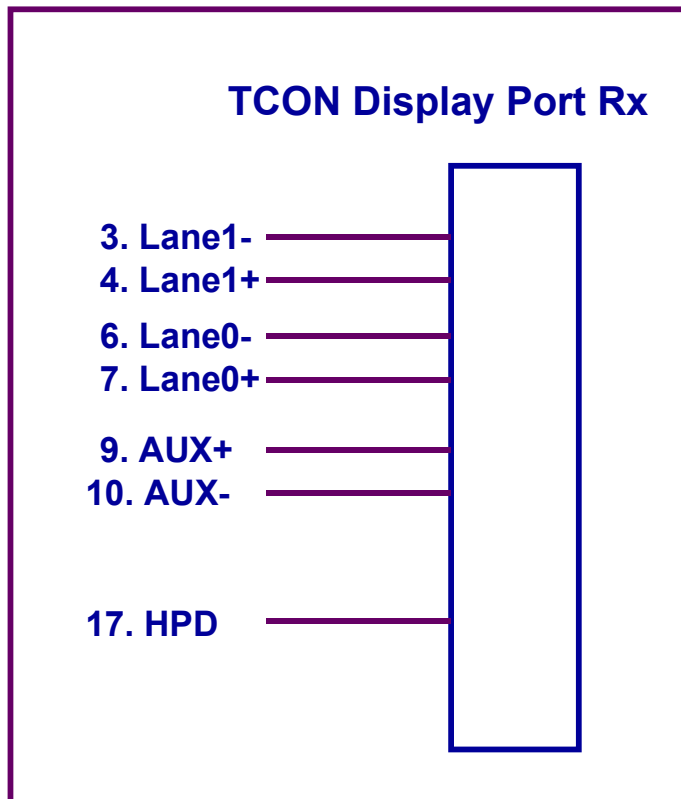 TCON Display Port Rx
3. Lane1-
4. Lane1+
6. Lane0-
7. Lane0+
9. AUX+
10. AUX-
17. HPD